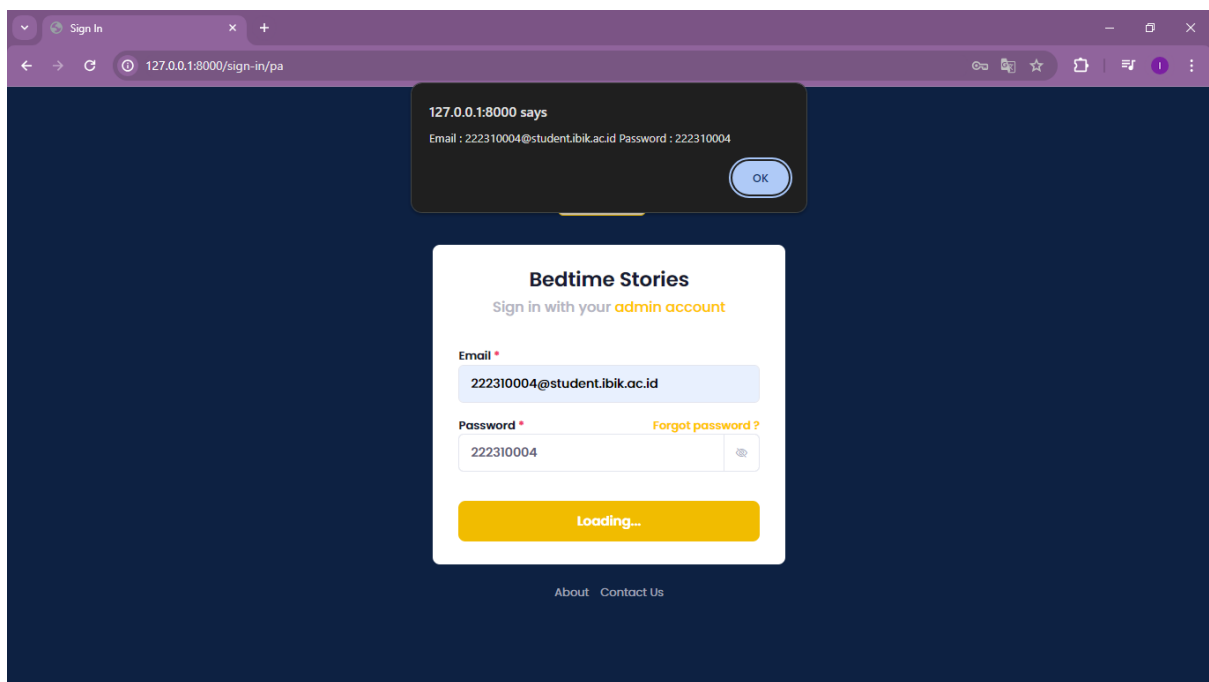 Sign In
127.0.0.1:8000/sign-in/pa
I
127.0.0.1:8000 says
Email : 222310004@student.ibik.ac.id Password : 222310004
OK
Bedtime Stories
Sign in with your admin account
Email *
222310004@student.ibik.ac.id
Password * Forgot password ?
222310004
Loading...
About Contact Us